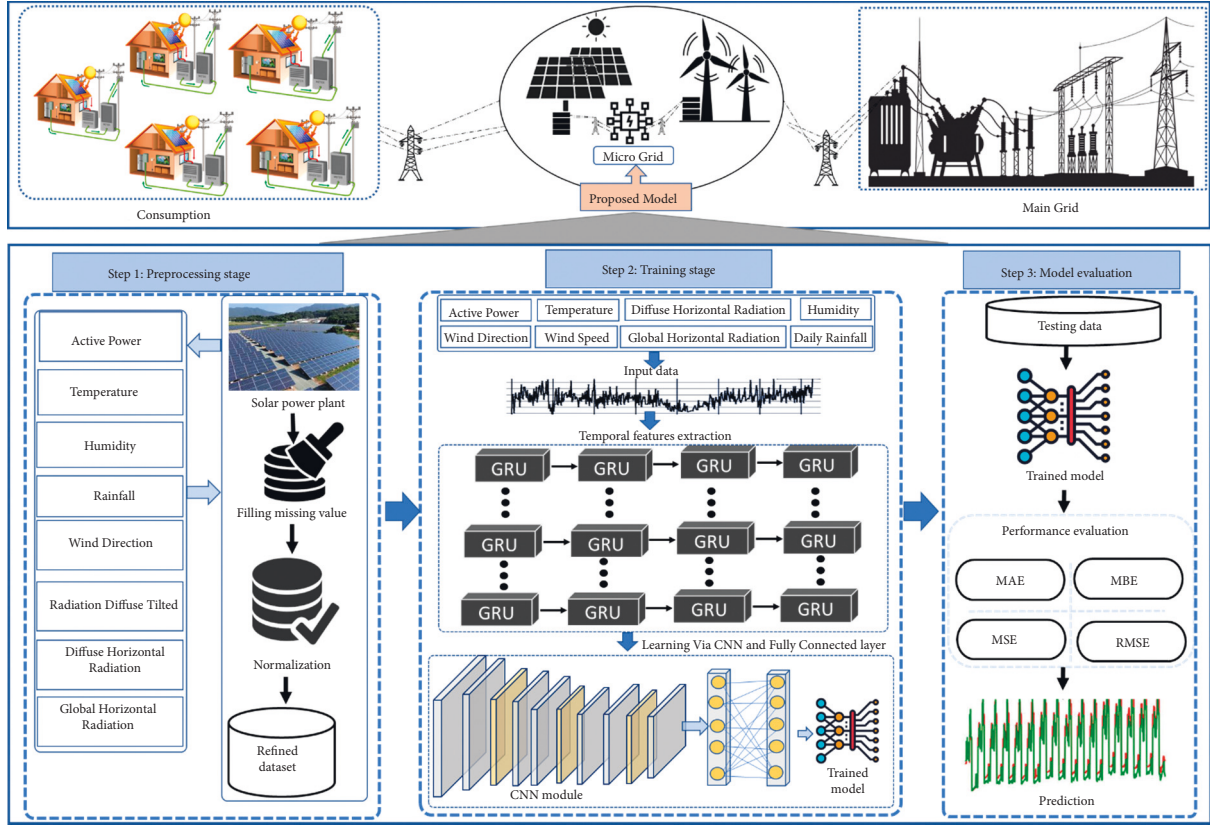 Consumption
Micro Grid
Proposed Model
Main Grid
Step 1: Preprocessing stage
Active Power
Temperature
Humidity
Rainfall
Wind Direction
Radiation Diffuse Tilted
Diffuse Horizontal
Radiation
Global Horizontal
Radiation
Solar power plant
Filling missing value
Normalization
Refined
dataset
Step 2: Training stage
Active Power
Temperature
Diffuse Horizontal Radiation
Humidity
Wind Direction
Wind Speed
Global Horizontal Radiation
Daily Rainfall
Input data
Temporal features extraction
GRU
GRU
GRU
GRU
GRU
GRU
GRU
GRU
GRU
GRU
GRU
GRU
Learning Via CNN and Fully Connected layer
CNN module
Trained
model
Step 3: Model evaluation
Testing data
Trained model
Performance evaluation
MAE
MBE
MSE
RMSE
Prediction